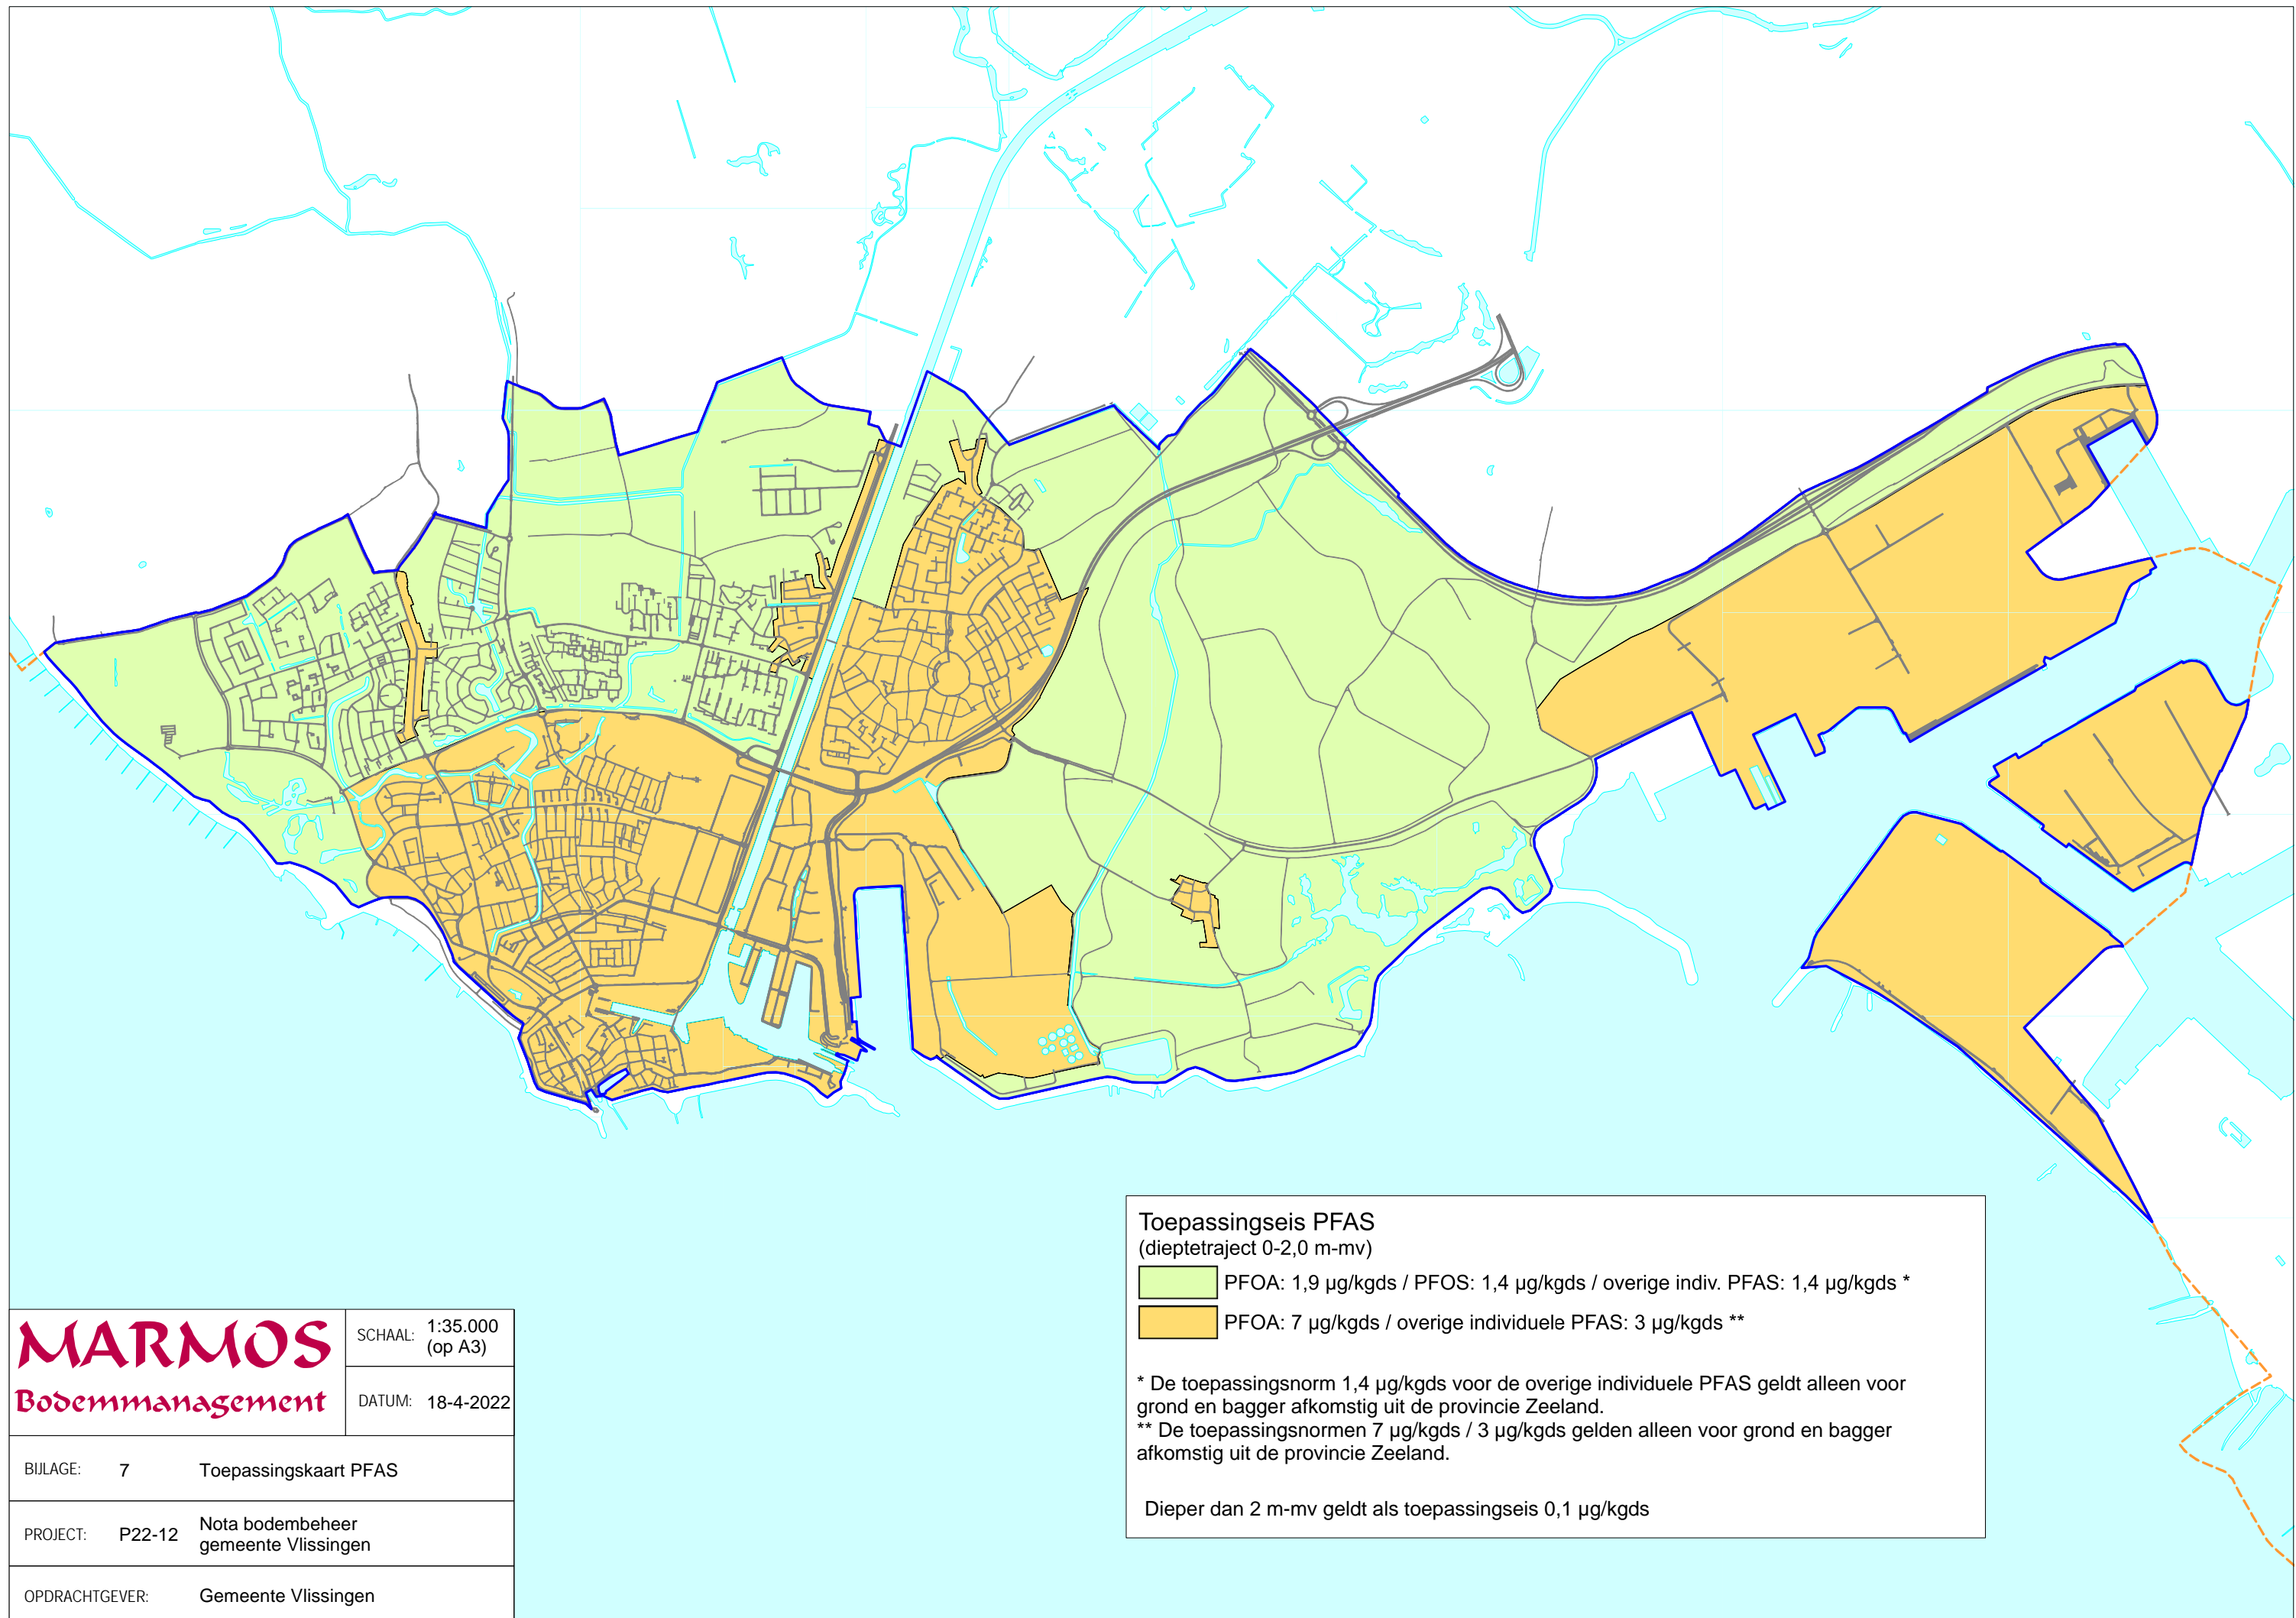 Toepassingseis PFAS
(dieptetraject 0-2,0 m-mv)
PFOA: 1,9 µg/kgds / PFOS: 1,4 µg/kgds / overige indiv. PFAS: 1,4 µg/kgds *
PFOA: 7 µg/kgds / overige individuele PFAS: 3 µg/kgds **
* De toepassingsnorm 1,4 µg/kgds voor de overige individuele PFAS geldt alleen voor
grond en bagger afkomstig uit de provincie Zeeland.
** De toepassingsnormen 7 µg/kgds / 3 µg/kgds gelden alleen voor grond en bagger
afkomstig uit de provincie Zeeland.
Dieper dan 2 m-mv geldt als toepassingseis 0,1 µg/kgds
MARMOS
Bodemmanagement
SCHAAL: 1:35.000
(op A3)
DATUM: 18-4-2022
BIJLAGE: 7 Toepassingskaart PFAS
PROJECT: P22-12 Nota bodembeheer
gemeente Vlissingen
OPDRACHTGEVER: Gemeente Vlissingen